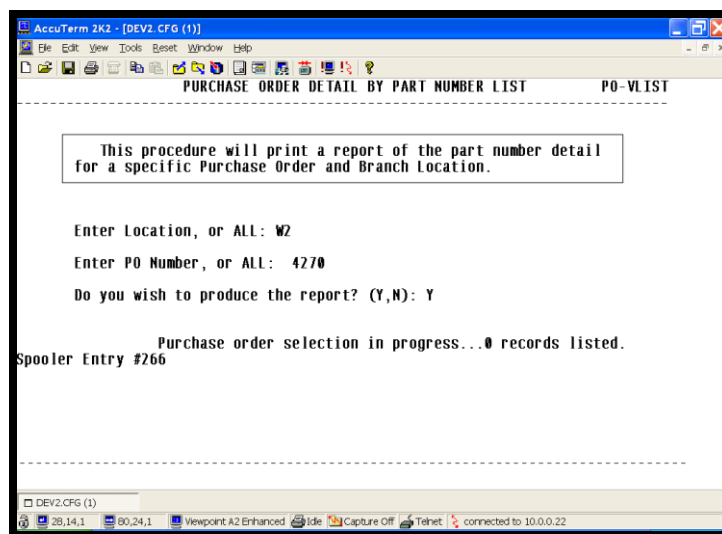 AccuTerm 2K2 - [DEV2.CFG (1)]
File Edit View Tools Reset Window Help
PURCHASE ORDER DETAIL BY PART NUMBER LIST PO-VLIST
This procedure will print a report of the part number detail
for a specific Purchase Order and Branch Location.
Enter Location, or ALL: W2
Enter PO Number, or ALL: 4270
Do you wish to produce the report? (Y,N): Y
Purchase order selection in progress...0 records listed.
Spooler Entry #266
DEV2.CFG (1)
28,14,1 80,24,1 Viewpoint A2 Enhanced Idle Capture Off Telnet connected to 10.0.0.22